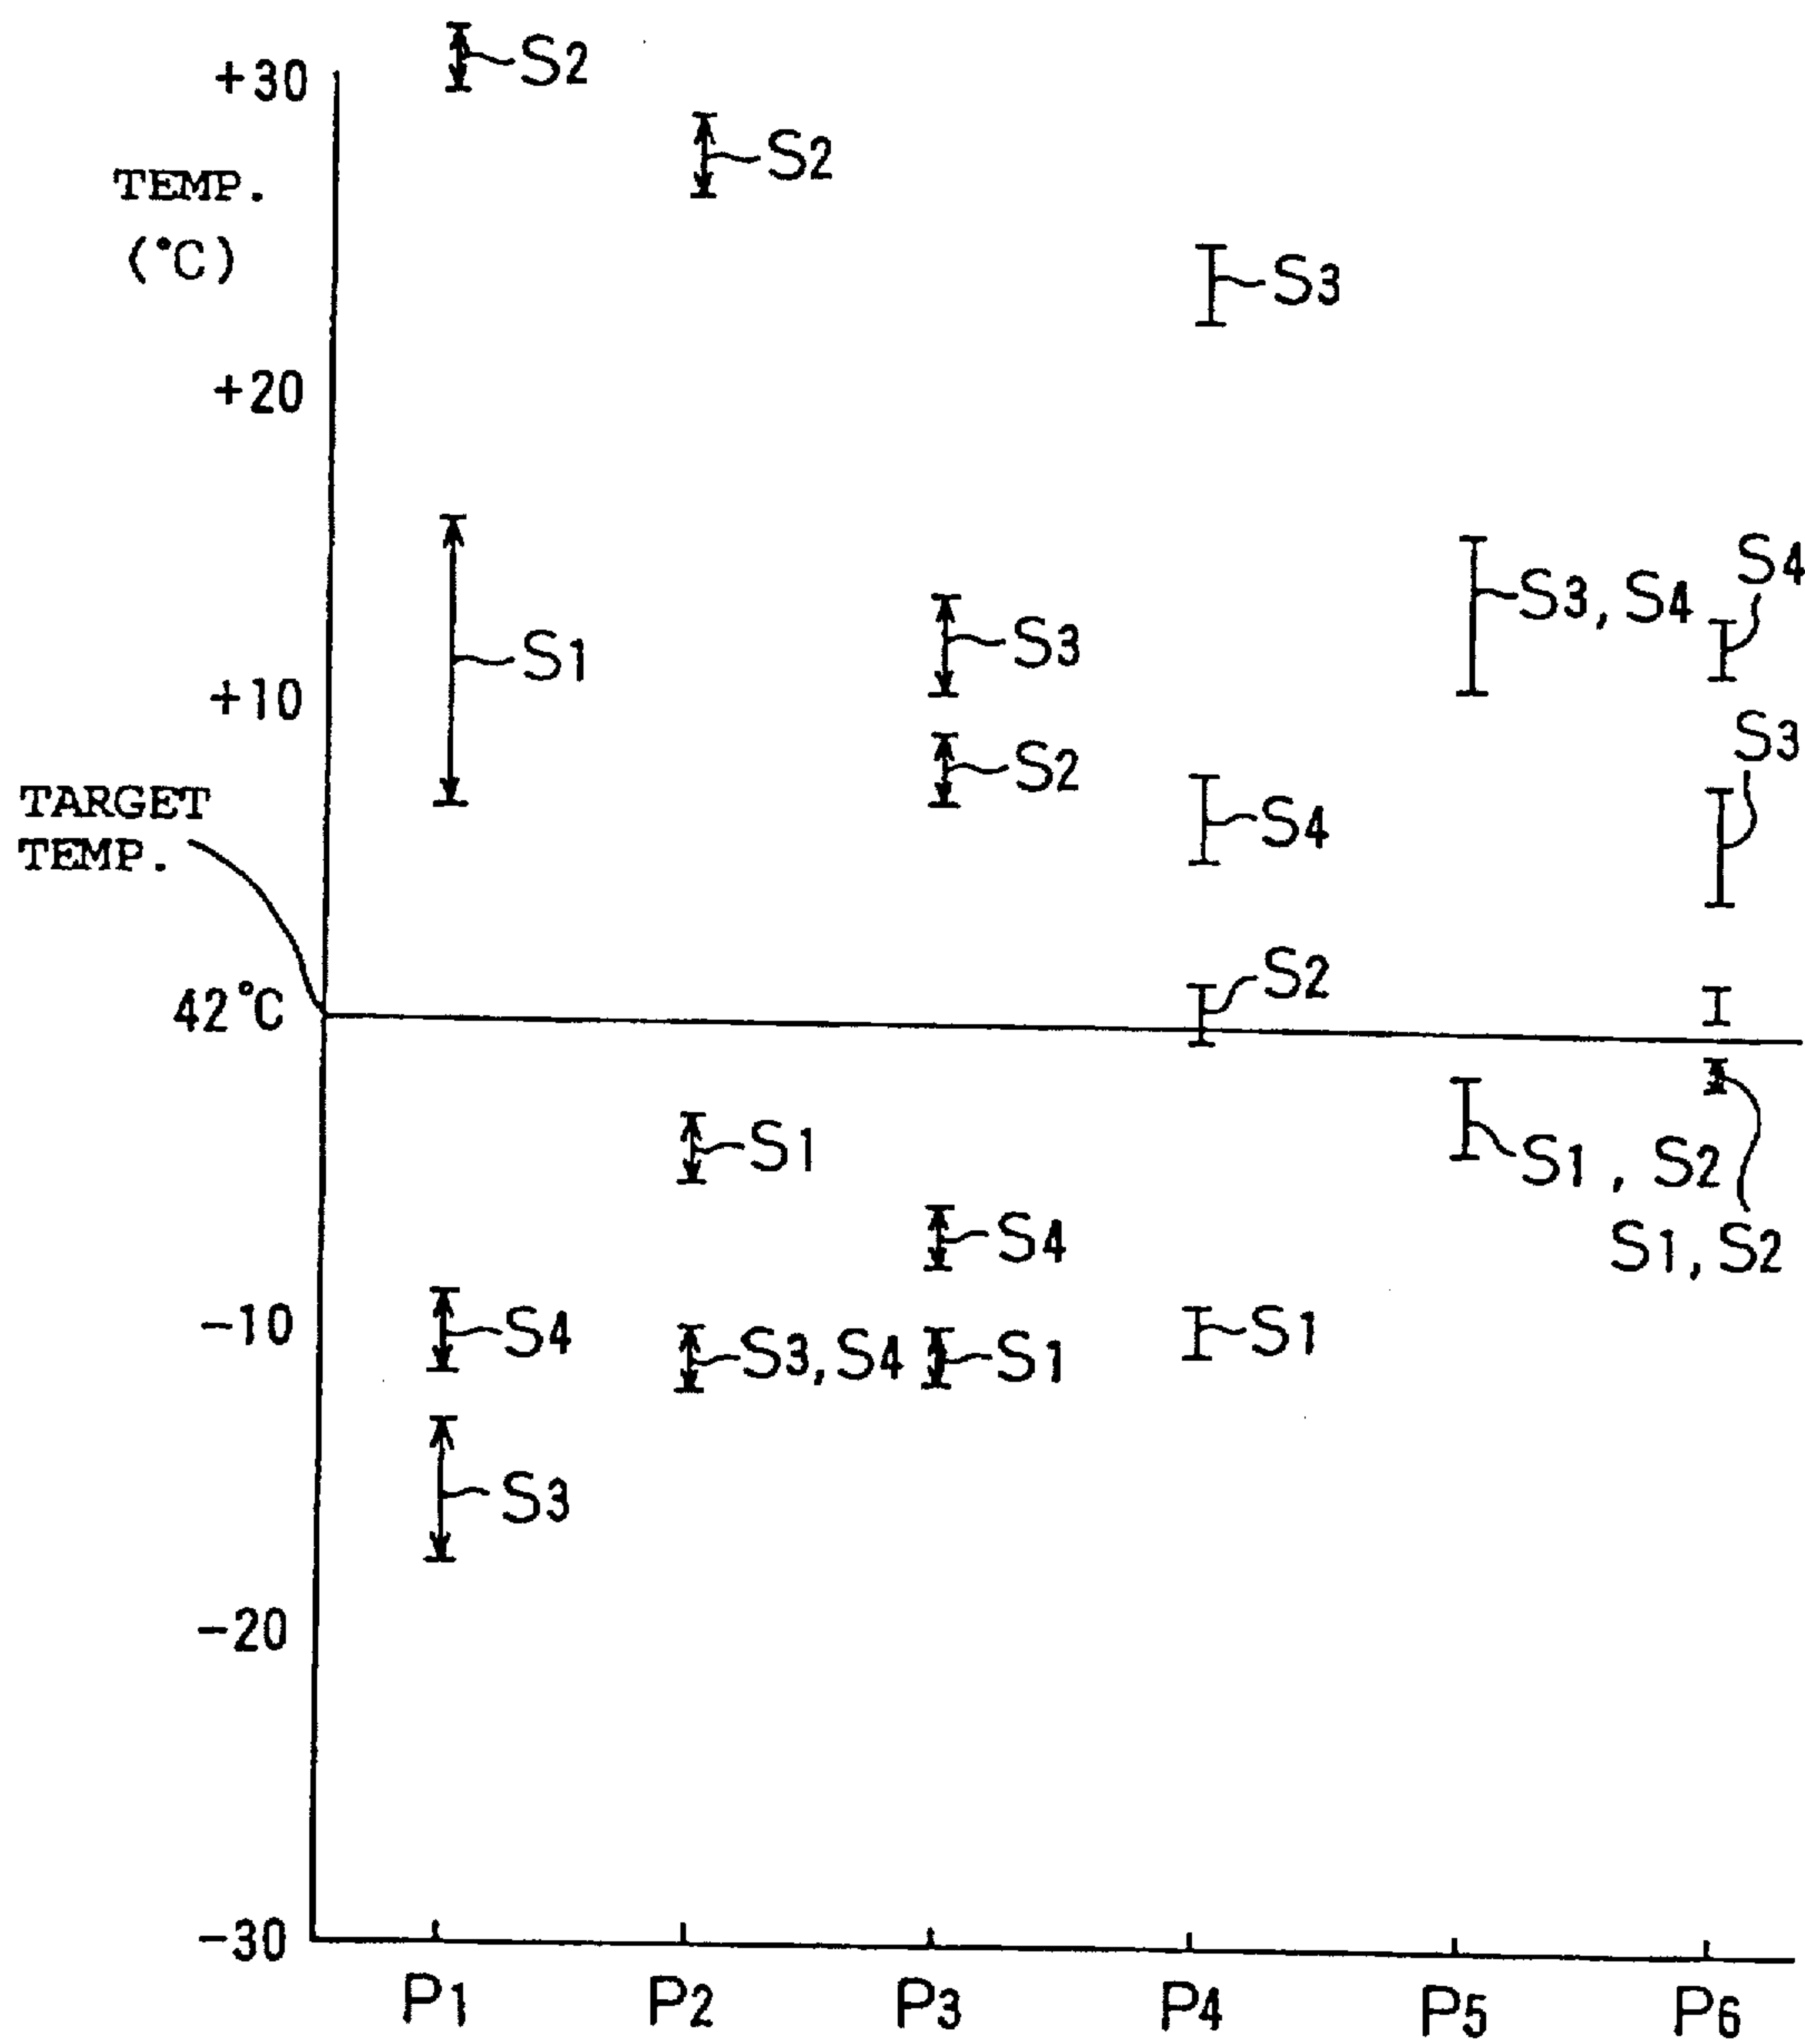 S2
+30
S2
TEMP.
(°C)
S3
+20
S4
S3, S4
S1
S3
+10
S3
S2
TARGET
TEMP.
S4
S2
42°C
S1
S1, S2
S4
S1, S2
-10
S4
S3, S4
S1
S1
S3
-20
-30
P1 P2 P3 P4 P5 P6